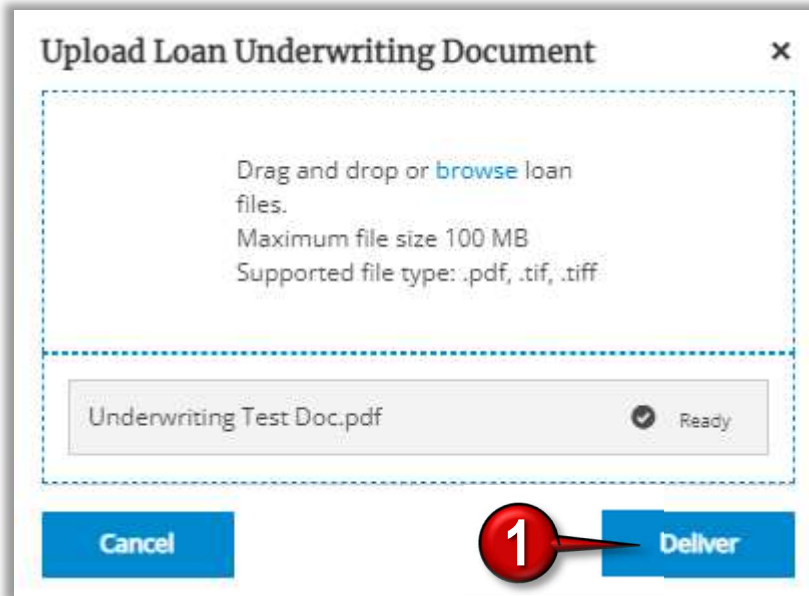 Upload Loan Underwriting Document ×
Drag and drop or browse loan
files.
Maximum file size 100 MB
Supported file type: .pdf, .tif, .tiff
Underwriting Test Doc.pdf Ready
Cancel 1 Deliver